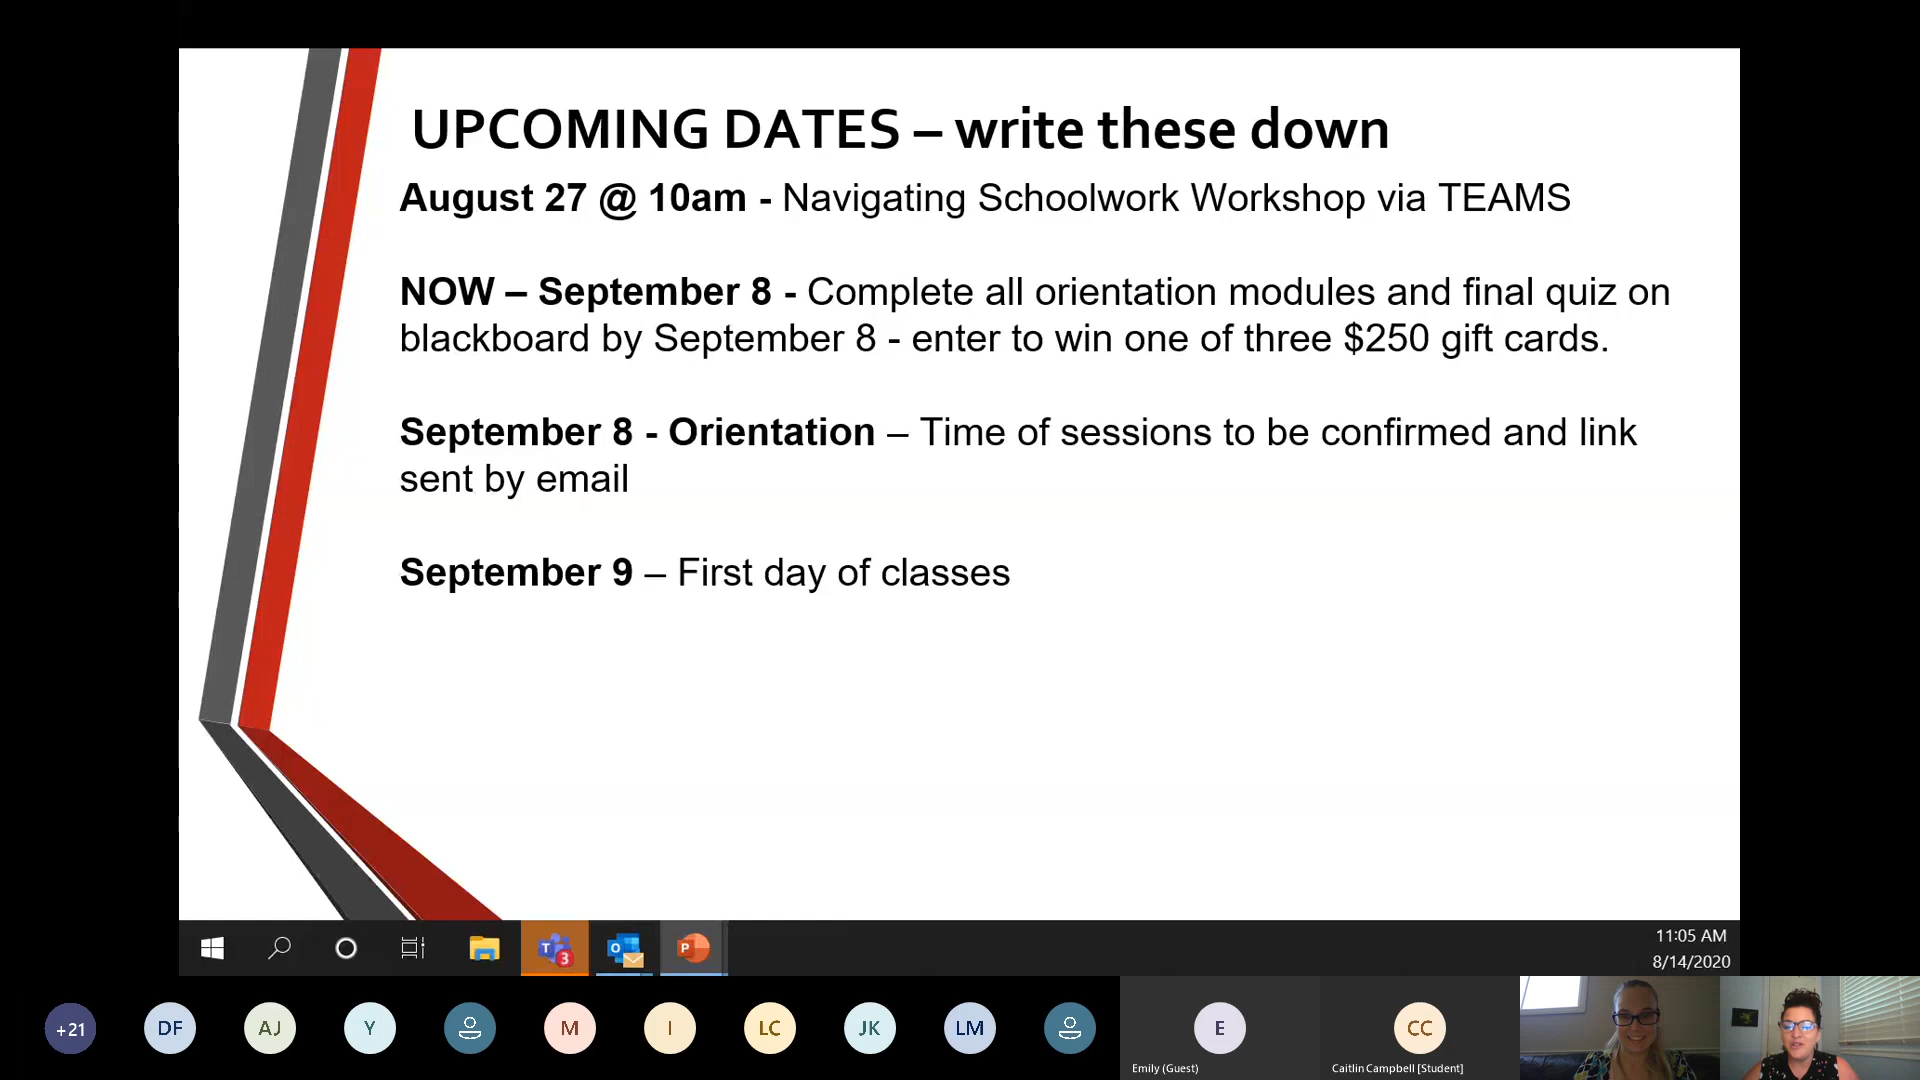 UPCOMING DATES – write these down
August 27 @ 10am - Navigating Schoolwork Workshop via TEAMS
NOW – September 8 - Complete all orientation modules and final quiz on
blackboard by September 8 - enter to win one of three $250 gift cards.
September 8 - Orientation – Time of sessions to be confirmed and link
sent by email
September 9 – First day of classes
T 3 O P
11:05 AM
8/14/2020
+21 DF AJ Y M I LC JK LM E CC
Emily (Guest) Caitlin Campbell [Student]